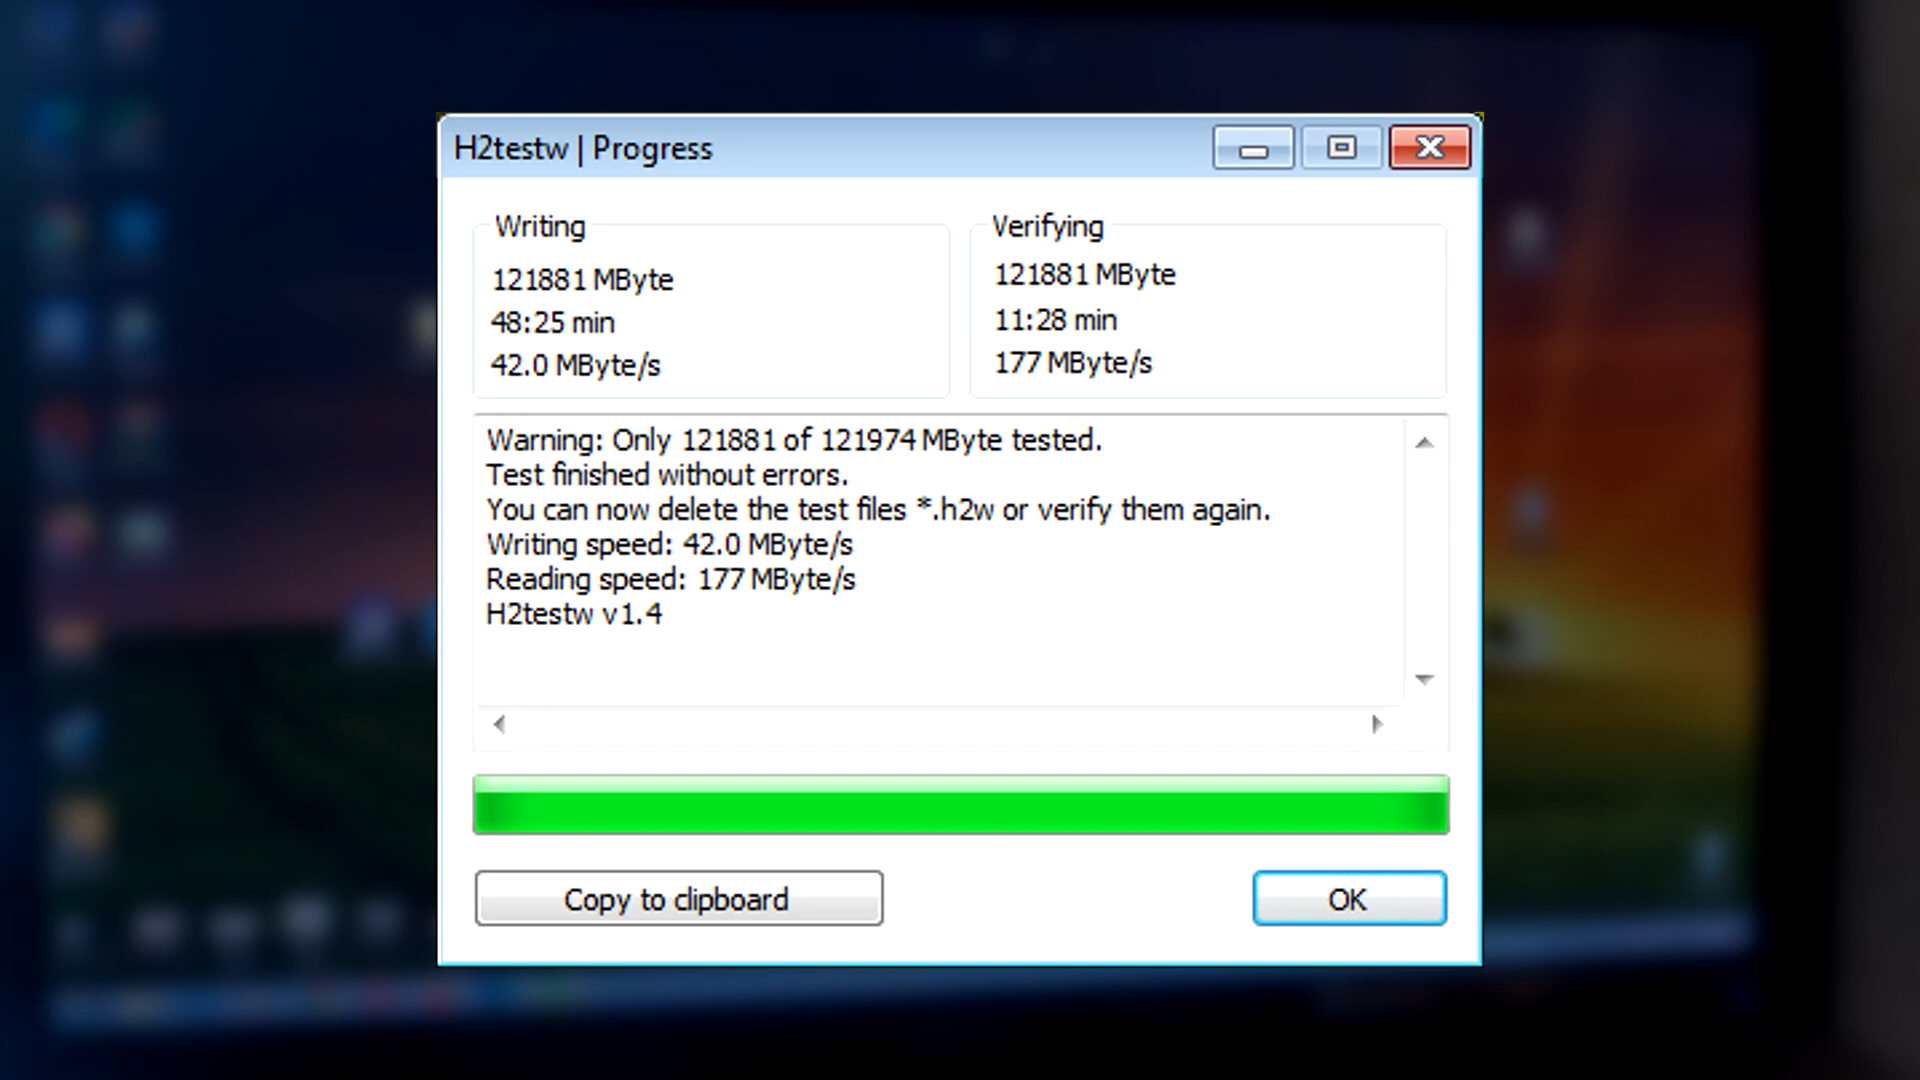 H2testw | Progress
Writing
121881 MByte
48:25 min
42.0 MByte/s
Verifying
121881 MByte
11:28 min
177 MByte/s
Warning: Only 121881 of 121974 MByte tested.
Test finished without errors.
You can now delete the test files *.h2w or verify them again.
Writing speed: 42.0 MByte/s
Reading speed: 177 MByte/s
H2testw v1.4
Copy to clipboard
OK